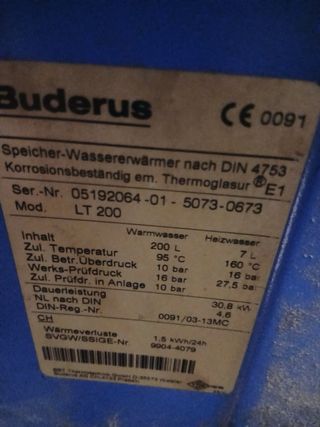 Buderus
CE 0091
Speicher-Wassererwärmer nach DIN 4753
Korrosionsbeständig em. Thermoglasur ® E1
Ser.-Nr. 05192064-01-5073-0673
Mod. LT 200
Warmwasser Heizwasser
Inhalt 200 L 7 L
Zul. Temperatur 95 °C 160 °C
Zul. Betr.Überdruck 10 bar 16 bar
Werks-Prüfdruck 16 bar 27,5 bar
Zul. Prüfdr. in Anlage 10 bar
Dauerleistung 30,8 kW
NL nach DIN 4,6
DIN-Reg.-Nr. 0091/03-13MC
CH
Wärmeverluste 1,5 kWh/24h
SVGW/SSIGE-Nr. 9904-4079